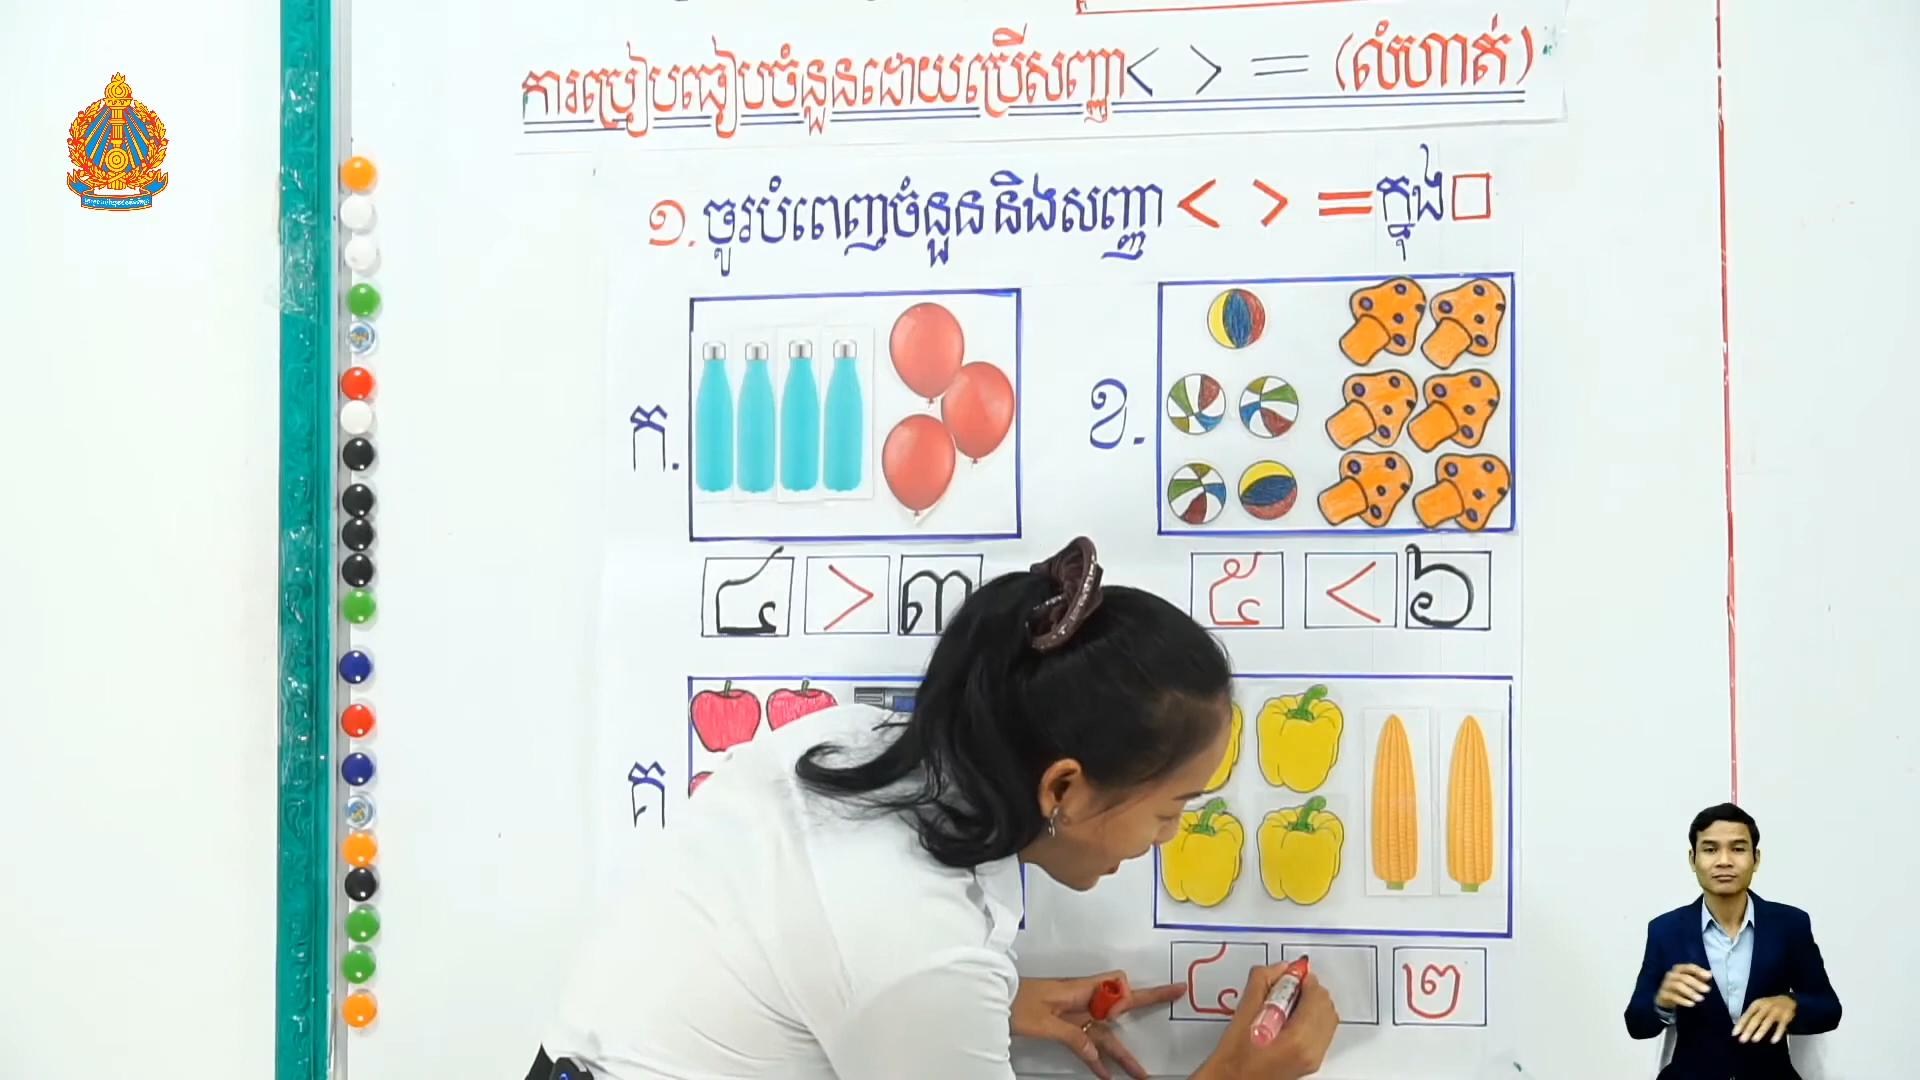 ការប្រៀបធៀបចំនួនដោយប្រើសញ្ញា < > = (លំហាត់)
១. ចូរបំពេញចំនួននិងសញ្ញា < > = ក្នុង □
ក.
ខ.
៤ > ៣
៥ < ៦
គ
៤ ២